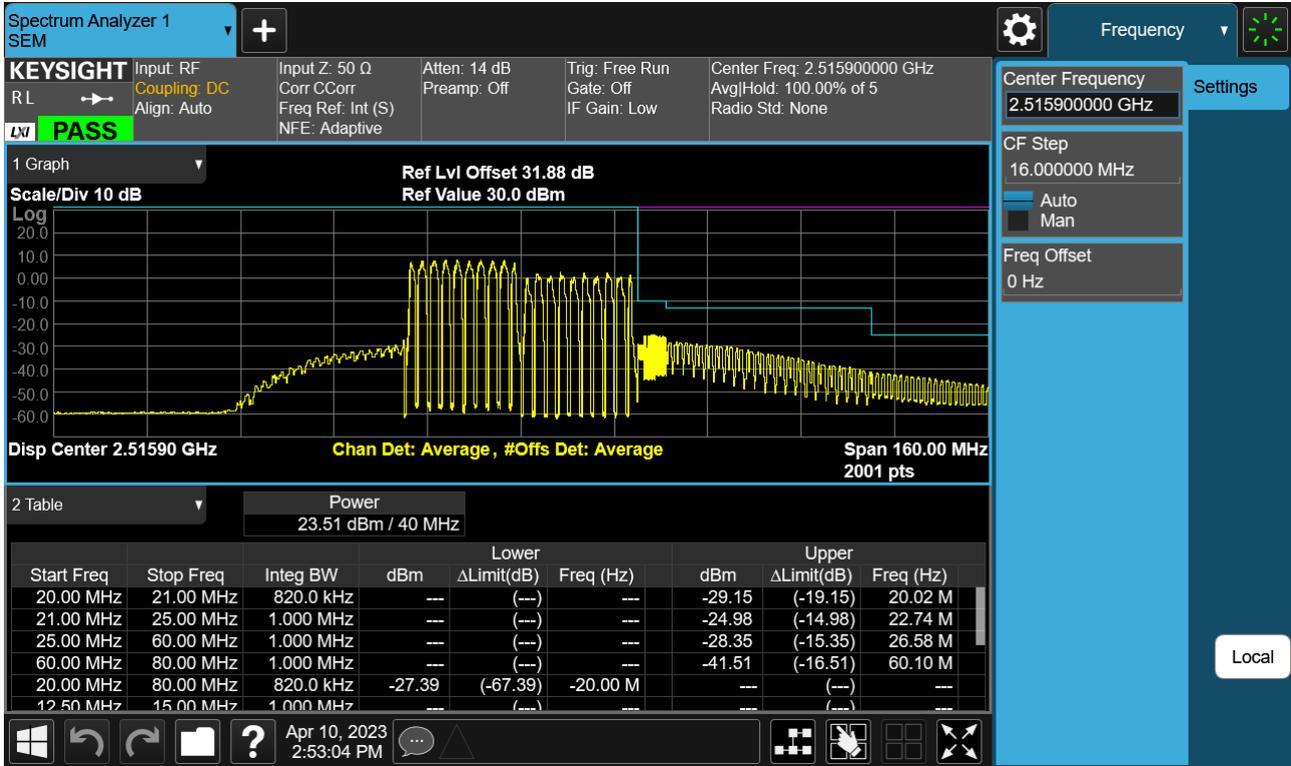 Spectrum Analyzer 1
SEM
Frequency
KEYSIGHT
R L
LXI
PASS
Input: RF
Coupling: DC
Align: Auto
Input Z: 50 Ω
Corr CCorr
Freq Ref: Int (S)
NFE: Adaptive
Atten: 14 dB
Preamp: Off
Trig: Free Run
Gate: Off
IF Gain: Low
Center Freq: 2.515900000 GHz
Avg|Hold: 100.00% of 5
Radio Std: None
Center Frequency
2.515900000 GHz
Settings
CF Step
16.000000 MHz
Auto
Man
Freq Offset
0 Hz
1 Graph
Ref Lvl Offset 31.88 dB
Scale/Div 10 dB
Ref Value 30.0 dBm
Log
20.0
10.0
0.00
-10.0
-20.0
-30.0
-40.0
-50.0
-60.0
Disp Center 2.51590 GHz
Chan Det: Average , #Offs Det: Average
Span 160.00 MHz
2001 pts
2 Table
Power
23.51 dBm / 40 MHz
Lower Upper
Start Freq Stop Freq Integ BW dBm ΔLimit(dB) Freq (Hz) dBm ΔLimit(dB) Freq (Hz)
20.00 MHz 21.00 MHz 820.0 kHz --- (---) --- -29.15 (-19.15) 20.02 M
21.00 MHz 25.00 MHz 1.000 MHz --- (---) --- -24.98 (-14.98) 22.74 M
25.00 MHz 60.00 MHz 1.000 MHz --- (---) --- -28.35 (-15.35) 26.58 M
60.00 MHz 80.00 MHz 1.000 MHz --- (---) --- -41.51 (-16.51) 60.10 M
20.00 MHz 80.00 MHz 820.0 kHz -27.39 (-67.39) -20.00 M --- (---) ---
12.50 MHz 15.00 MHz 1.000 MHz --- (---) --- --- (---) ---
Local
?
Apr 10, 2023
2:53:04 PM